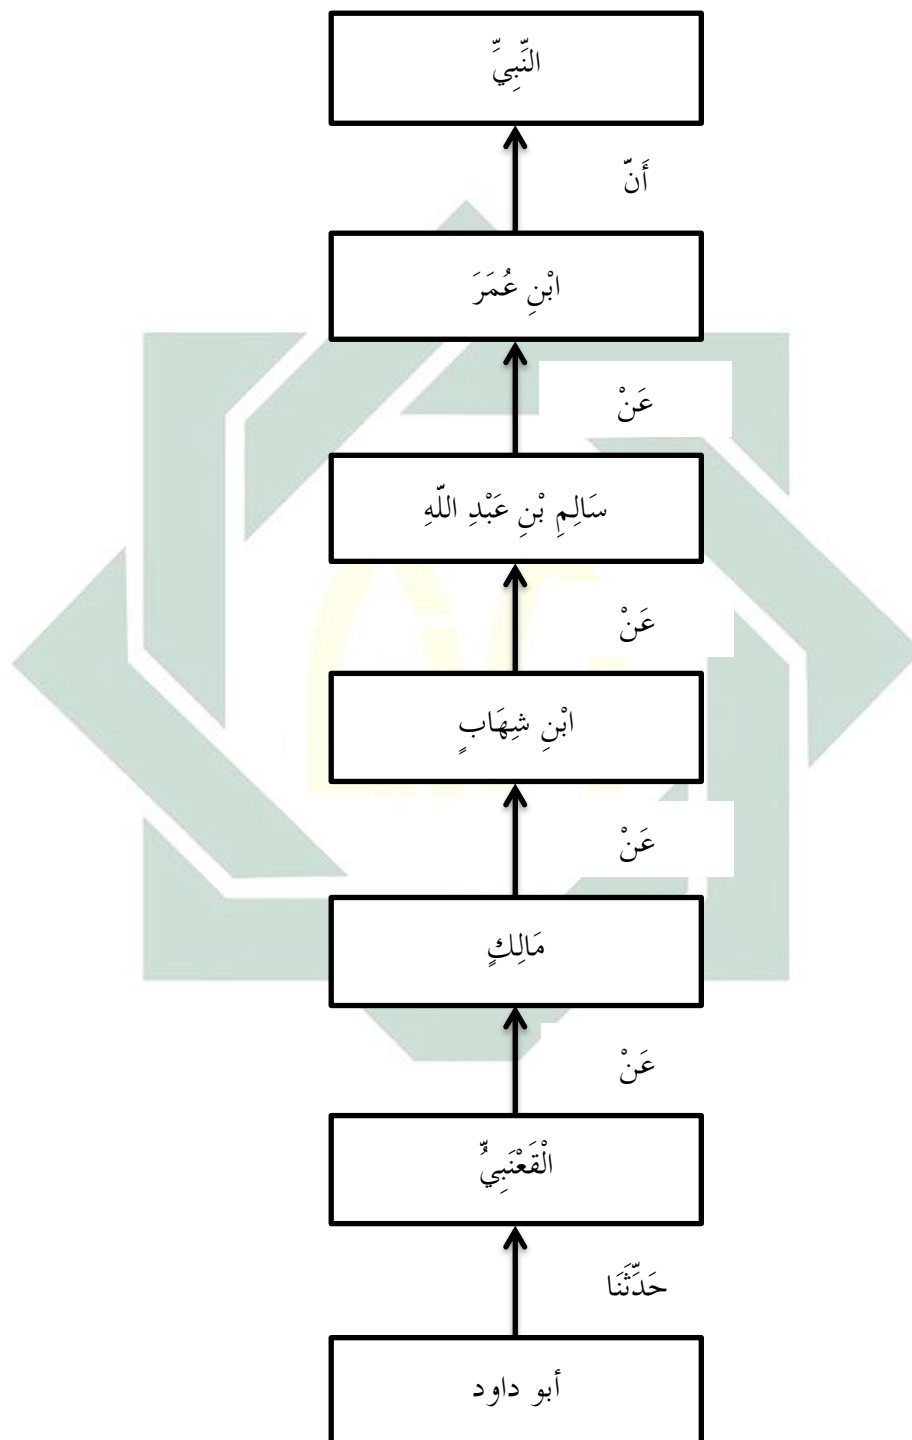 النَّبِيِّ
أَنّ
ابْنِ عُمَرَ
عَنْ
سَالِمِ بْنِ عَبْدِ اللّهِ
عَنْ
ابْنِ شِهَابٍ
عَنْ
مَالِكٍ
عَنْ
الْقَعْنَبِيُّ
حَدِّثَنَا
أبو داود